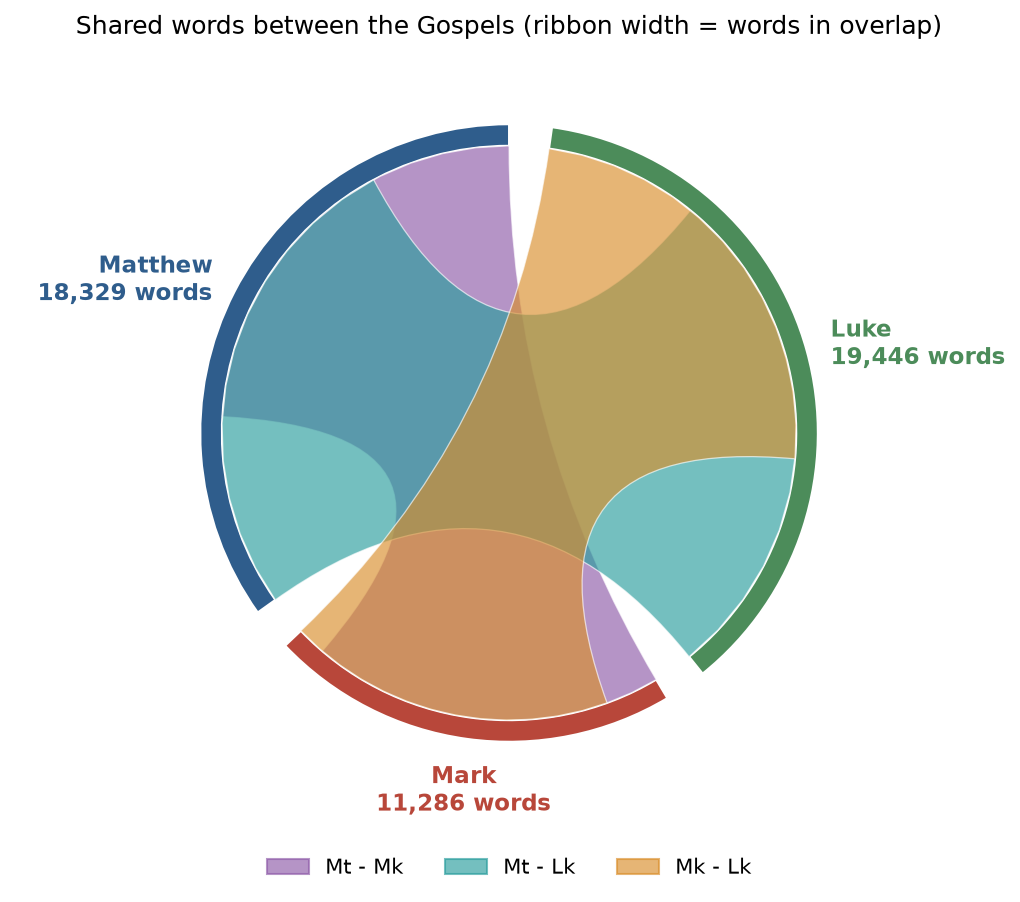 Shared words between the Gospels (ribbon width = words in overlap)
Matthew
18,329 words
Luke
19,446 words
Mark
11,286 words
Mt - Mk
Mt - Lk
Mk - Lk